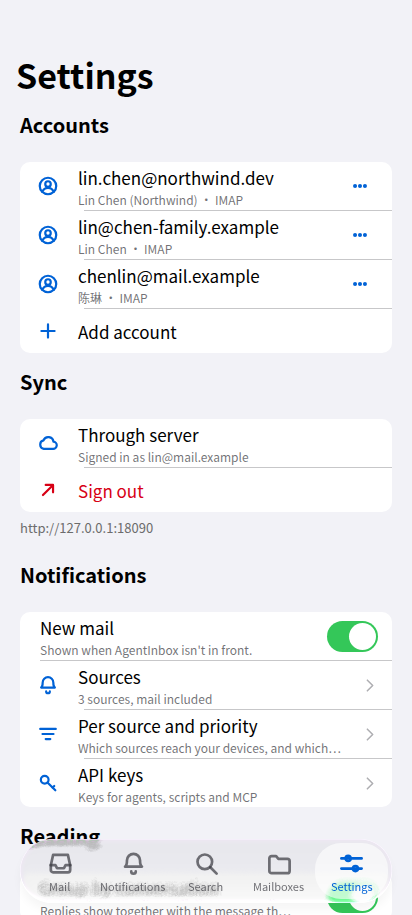 Settings
Accounts
lin.chen@northwind.dev
Lin Chen (Northwind) • IMAP
lin@chen-family.example
Lin Chen • IMAP
chenlin@mail.example
陈琳 • IMAP
Add account
Sync
Through server
Signed in as lin@mail.example
Sign out
http://127.0.0.1:18090
Notifications
New mail
Shown when AgentInbox isn't in front.
Sources
3 sources, mail included
Per source and priority
Which sources reach your devices, and which…
API keys
Keys for agents, scripts and MCP
Reading
Mail
Notifications
Search
Mailboxes
Settings
Replies show together with the message th…